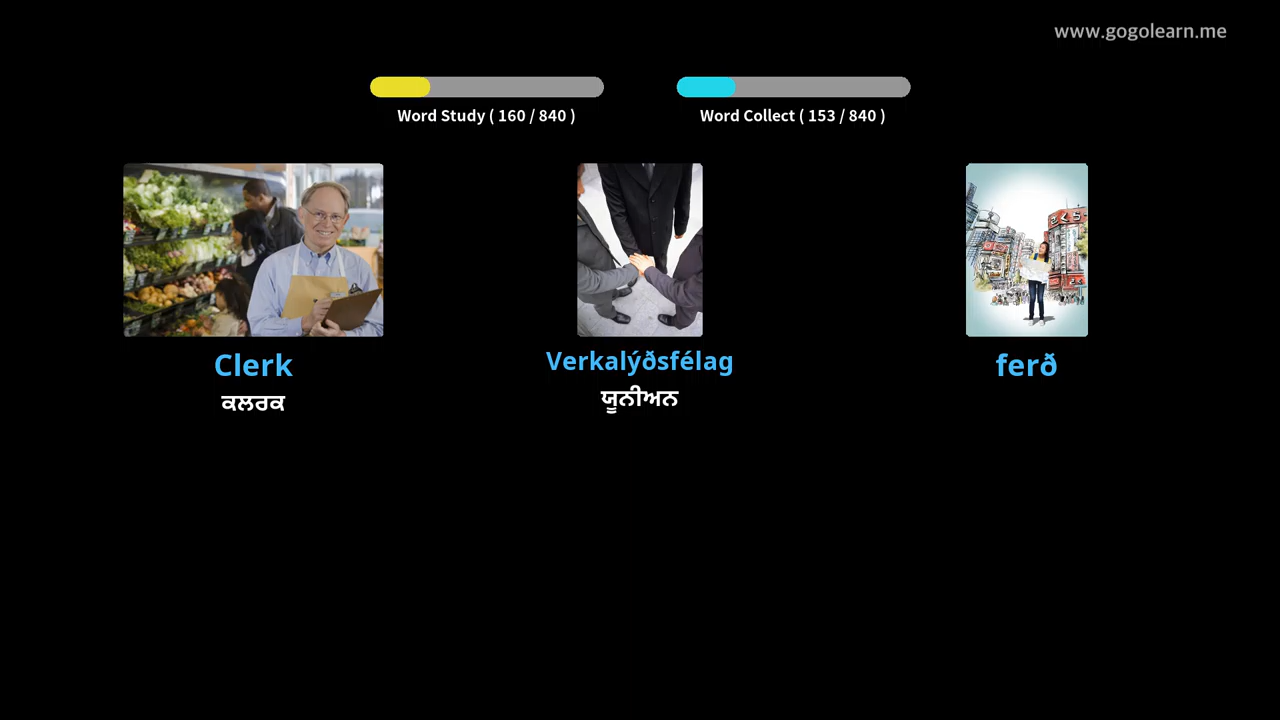 www.gogolearn.me
Word Study ( 160 / 840 )
Word Collect ( 153 / 840 )
Clerk
ਕਲਰਕ
Verkalýðsfélag
ਯੂਨੀਅਨ
ferð